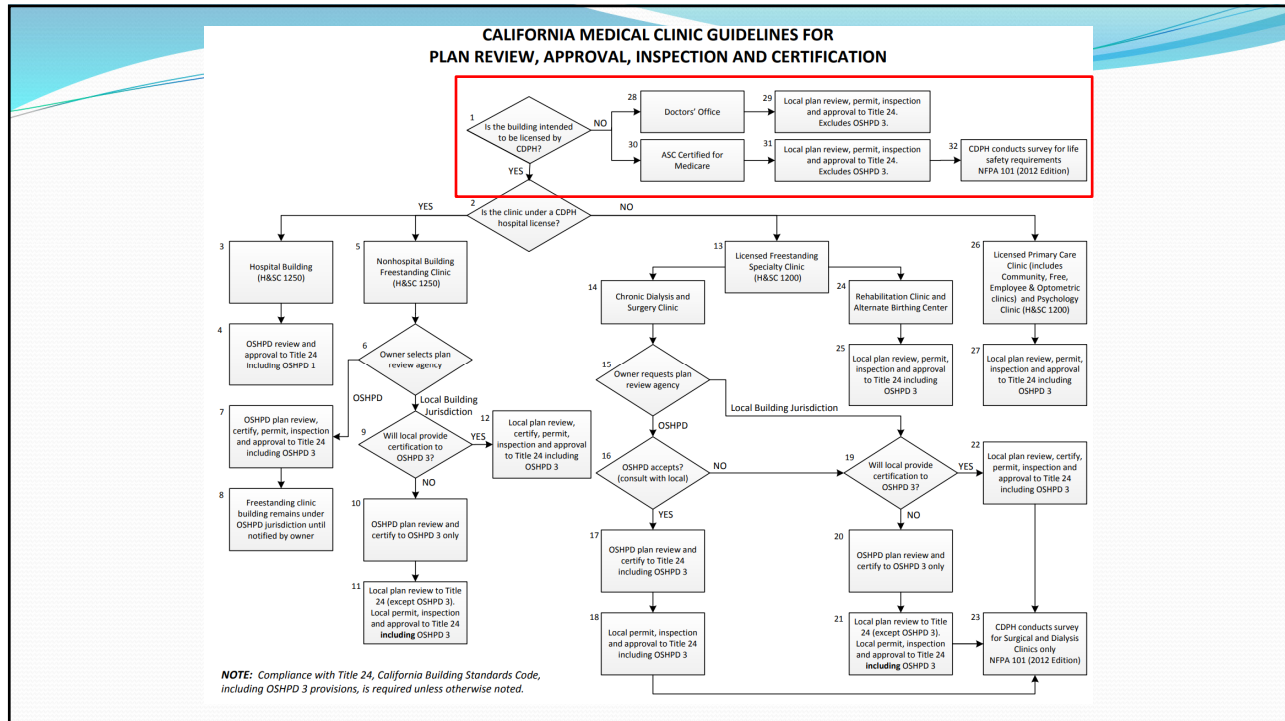 CALIFORNIA MEDICAL CLINIC GUIDELINES FOR
PLAN REVIEW, APPROVAL, INSPECTION AND CERTIFICATION
1
Is the building intended
to be licensed by
CDPH?
NO
YES
28
Doctors' Office
29
Local plan review, permit,
inspection and approval to
Title 24.
Excludes OSHPD 3.
30
ASC Certified for
Medicare
31
Local plan review, permit,
inspection and approval to
Title 24.
Excludes OSHPD 3.
32
CDPH conducts survey for life
safety requirements
NFPA 101 (2012 Edition)
2
Is the clinic under a CDPH
hospital license?
YES
NO
3
Hospital Building
(H&SC 1250)
4
OSHPD review and
approval to Title 24
including OSHPD 1
5
Nonhospital Building
Freestanding Clinic
(H&SC 1250)
6
Owner selects plan
review agency
OSHPD
Local Building
Jurisdiction
7
OSHPD plan review,
certify, permit, inspection
and approval to Title 24
including OSHPD 3
8
Freestanding clinic
building remains under
OSHPD jurisdiction until
notified by owner
9
Will local provide
certification to
OSHPD 3?
YES
NO
10
OSHPD plan review and
certify to OSHPD 3 only
11
Local plan review to Title
24 (except OSHPD 3).
Local permit, inspection
and approval to Title 24
including OSHPD 3
12
Local plan review,
certify, permit,
inspection and approval
to Title 24 including
OSHPD 3
13
Licensed Freestanding
Specialty Clinic
(H&SC 1200)
14
Chronic Dialysis and
Surgery Clinic
15
Owner requests plan
review agency
Local Building Jurisdiction
OSHPD
16
OSHPD accepts?
(consult with local)
NO
YES
17
OSHPD plan review and
certify to Title 24
including OSHPD 3
18
Local permit, inspection
and approval to Title 24
including OSHPD 3
19
Will local provide
certification to
OSHPD 3?
YES
NO
20
OSHPD plan review and
certify to OSHPD 3 only
21
Local plan review to Title
24 (except OSHPD 3).
Local permit, inspection
and approval to Title 24
including OSHPD 3
22
Local plan review, certify,
permit, inspection and
approval to Title 24
including OSHPD 3
23
CDPH conducts survey
for Surgical and Dialysis
Clinics only
NFPA 101 (2012 Edition)
24
Rehabilitation Clinic and
Alternate Birthing Center
25
Local plan review, permit,
inspection and approval
to Title 24 including
OSHPD 3
26
Licensed Primary Care
Clinic (includes
Community, Free,
Employee & Optometric
clinics) and Psychology
Clinic (H&SC 1200)
27
Local plan review, permit,
inspection and approval
to Title 24 including
OSHPD 3
NOTE: Compliance with Title 24, California Building Standards Code,
including OSHPD 3 provisions, is required unless otherwise noted.